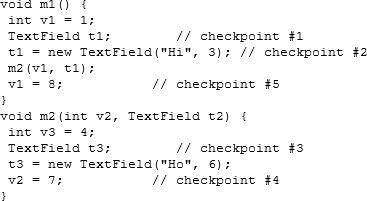 void m1() {
 int v1 = 1;
 TextField t1;        // checkpoint #1
 t1 = new TextField("Hi", 3); // checkpoint #2
 m2(v1, t1);
 v1 = 8;            // checkpoint #5
}
void m2(int v2, TextField t2) {
 int v3 = 4;
 TextField t3;        // checkpoint #3
 t3 = new TextField("Ho", 6);
 v2 = 7;            // checkpoint #4
}